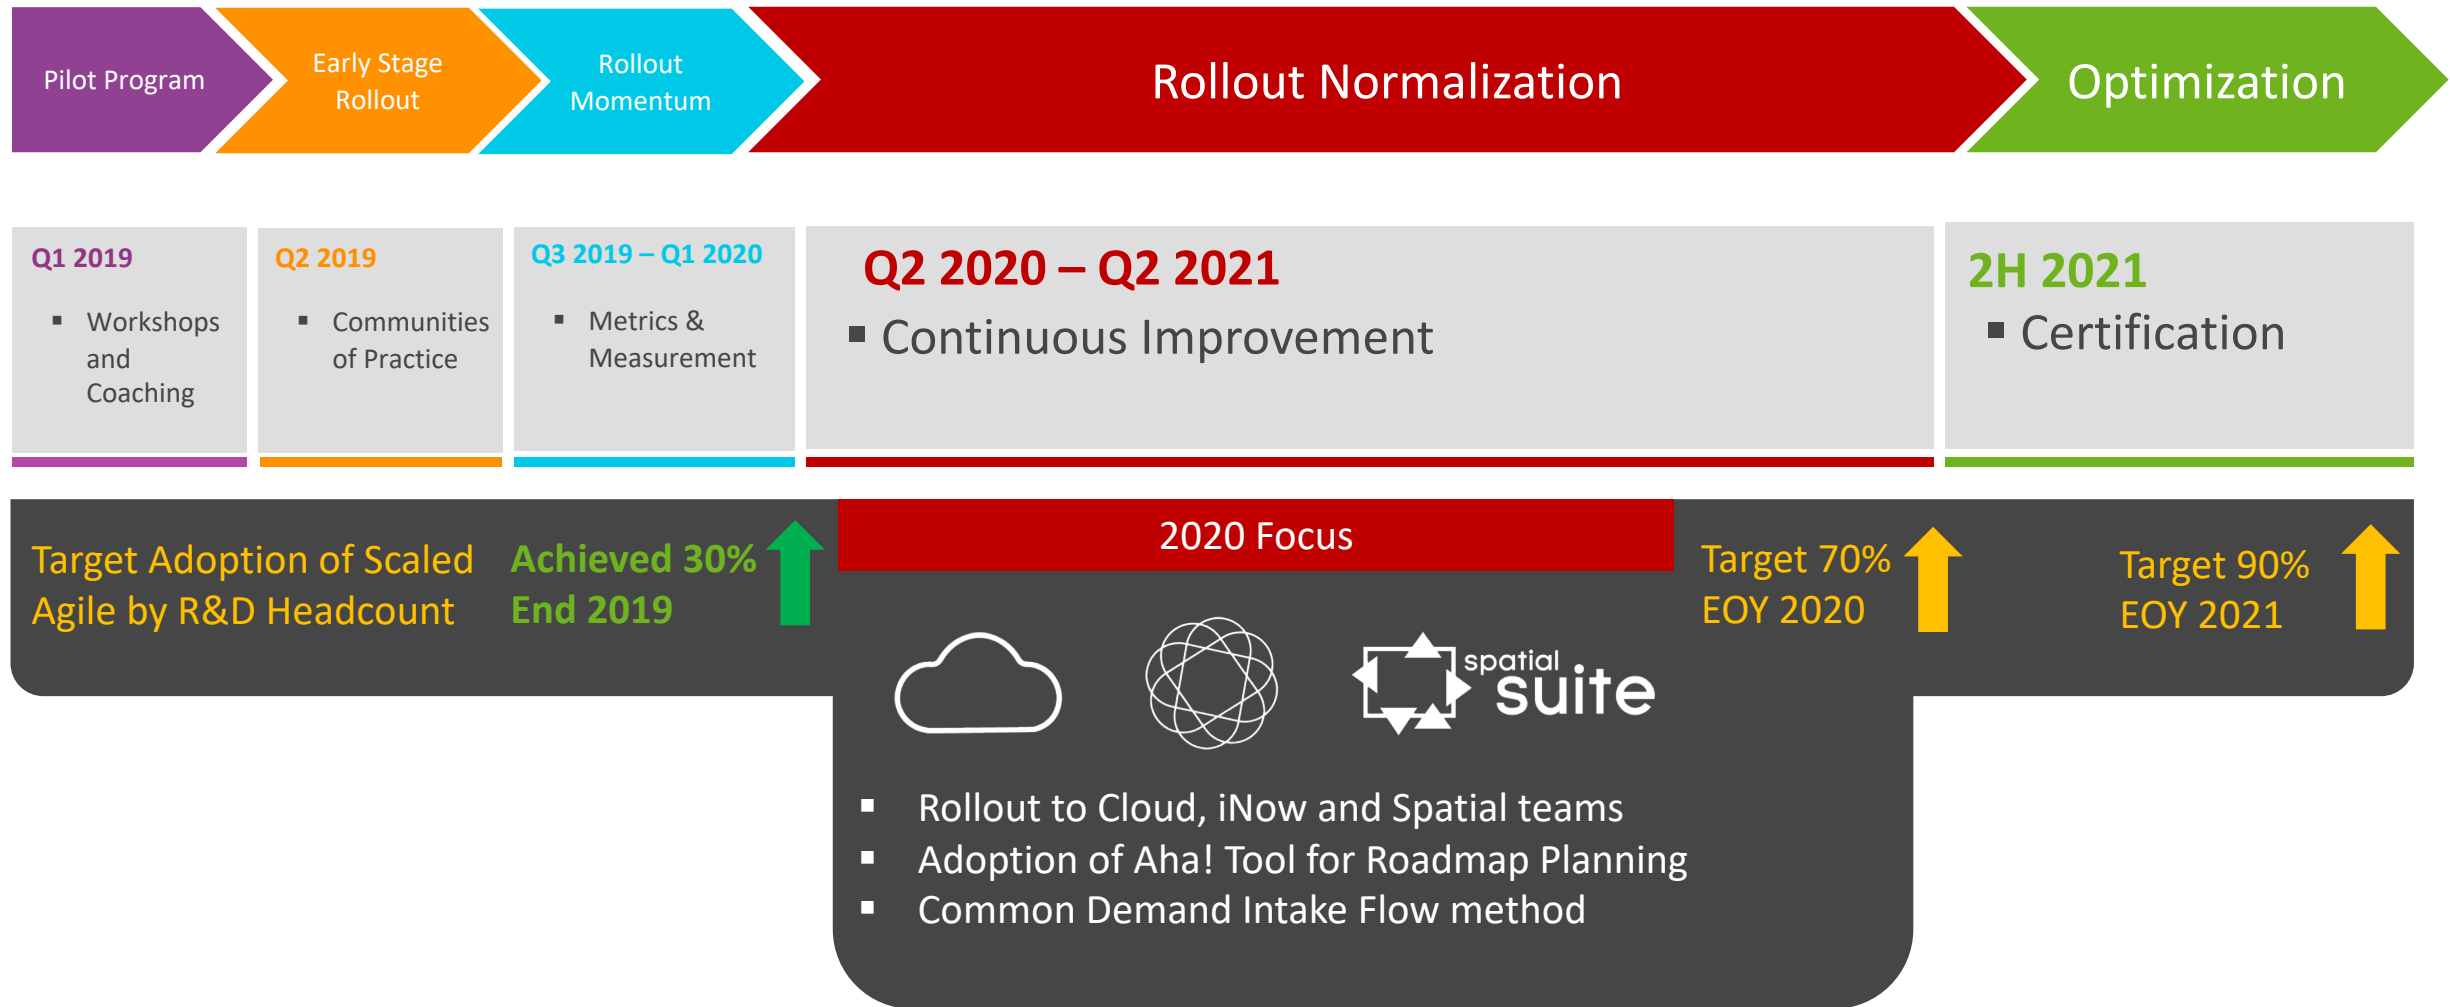 Pilot Program
Early Stage
Rollout
Rollout
Momentum
Rollout Normalization
Optimization
Q1 2019
▪ Workshops
and
Coaching
Q2 2019
▪ Communities
of Practice
Q3 2019 – Q1 2020
▪ Metrics &
Measurement
Q2 2020 – Q2 2021
▪ Continuous Improvement
2H 2021
▪ Certification
Target Adoption of Scaled
Agile by R&D Headcount
Achieved 30%
End 2019
2020 Focus
spatial
suite
▪ Rollout to Cloud, iNow and Spatial teams
▪ Adoption of Aha! Tool for Roadmap Planning
▪ Common Demand Intake Flow method
Target 70%
EOY 2020
Target 90%
EOY 2021